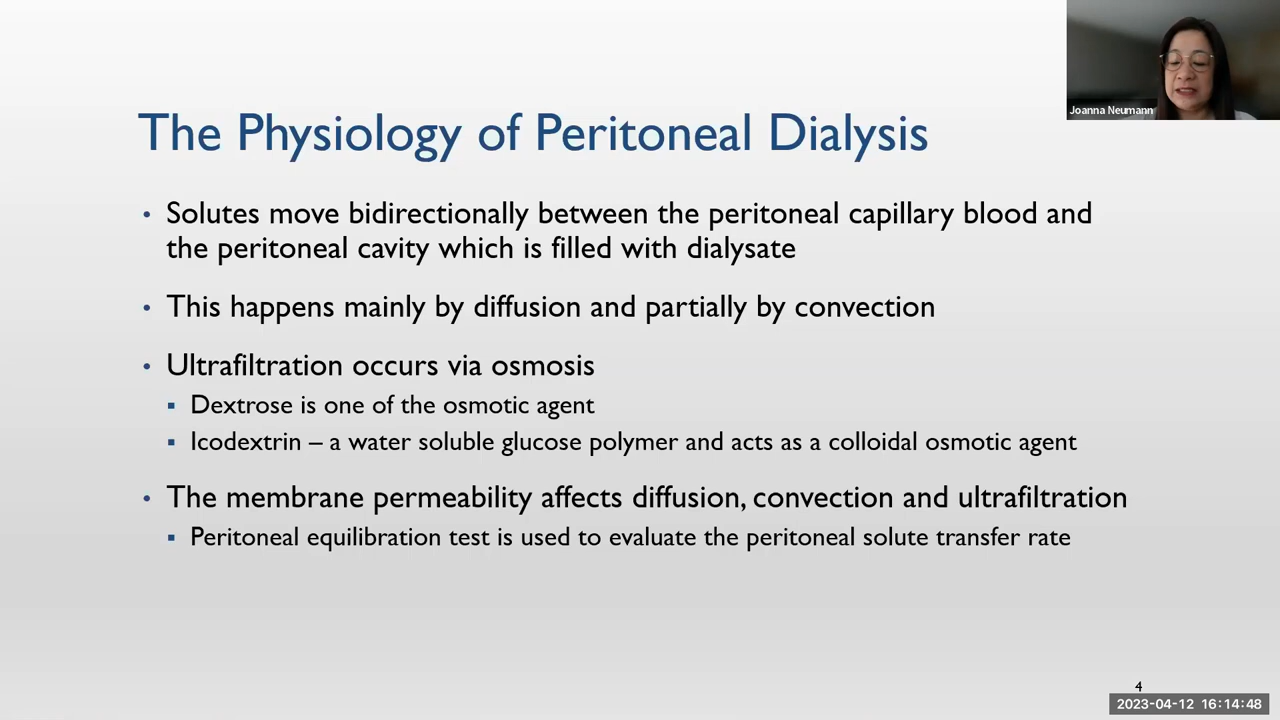 Joanna Neumann
The Physiology of Peritoneal Dialysis
• Solutes move bidirectionally between the peritoneal capillary blood and
the peritoneal cavity which is filled with dialysate
• This happens mainly by diffusion and partially by convection
• Ultrafiltration occurs via osmosis
▪ Dextrose is one of the osmotic agent
▪ Icodextrin – a water soluble glucose polymer and acts as a colloidal osmotic agent
• The membrane permeability affects diffusion, convection and ultrafiltration
▪ Peritoneal equilibration test is used to evaluate the peritoneal solute transfer rate
4
2023-04-12 16:14:48